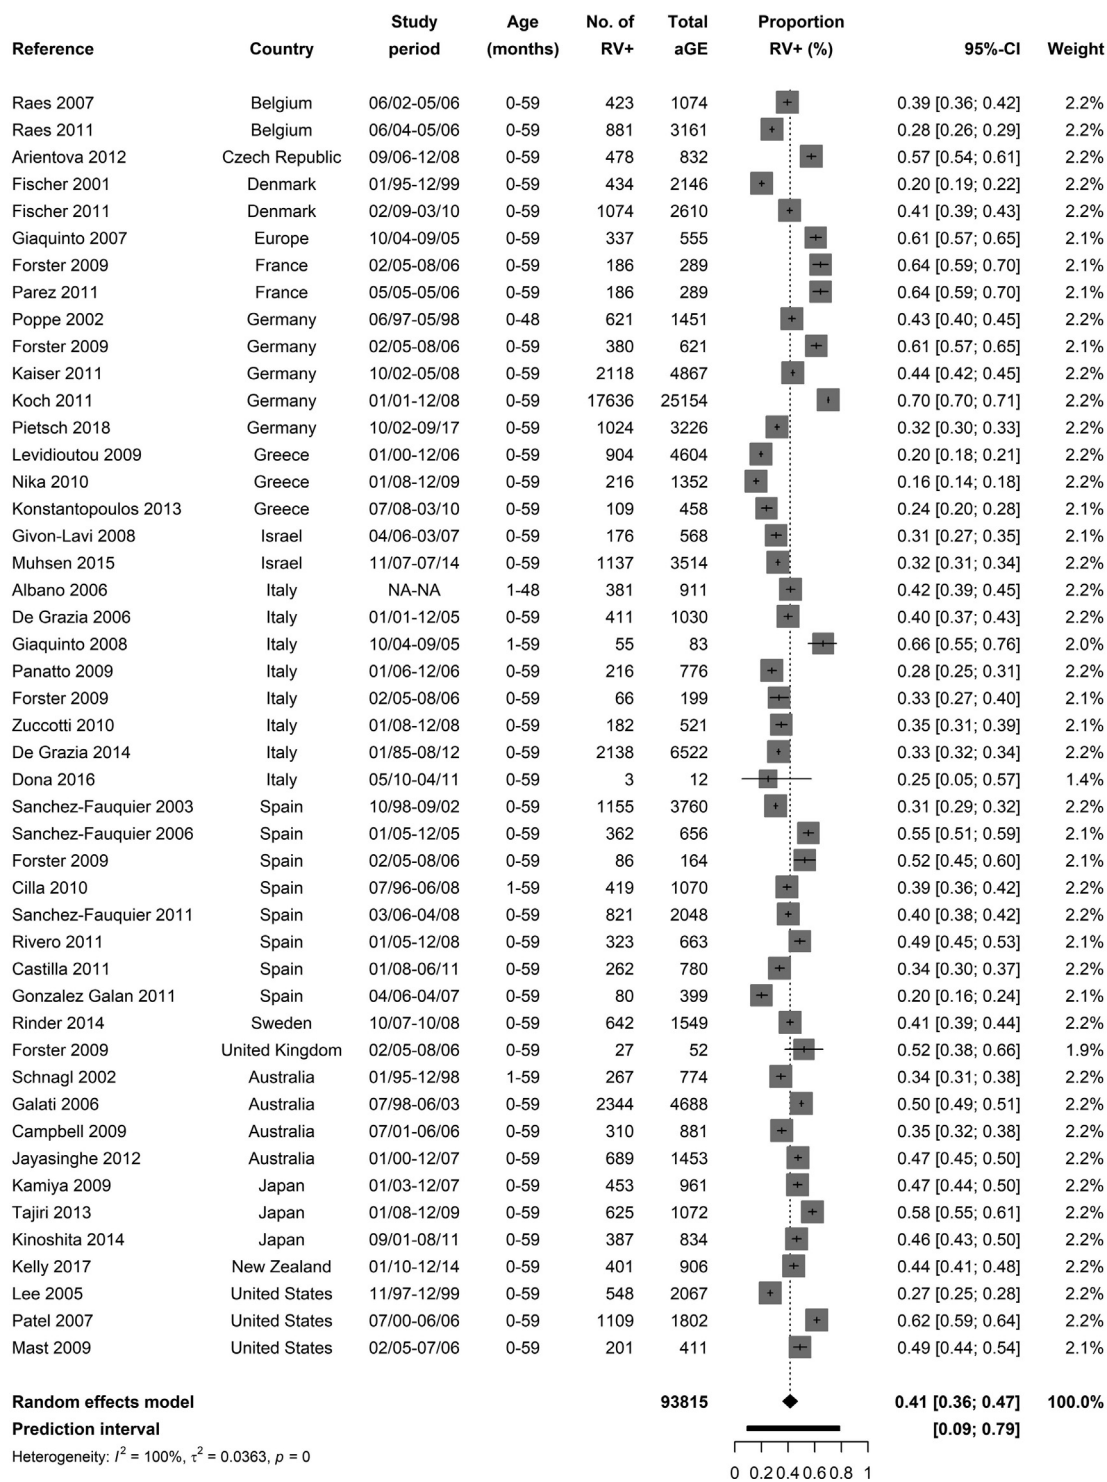 Study Age No. of Total Proportion
Reference Country period (months) RV+ aGE RV+ (%) 95%-CI Weight
Raes 2007 Belgium 06/02-05/06 0-59 423 1074 0.39 [0.36; 0.42] 2.2%
Raes 2011 Belgium 06/04-05/06 0-59 881 3161 0.28 [0.26; 0.29] 2.2%
Arientova 2012 Czech Republic 09/06-12/08 0-59 478 832 0.57 [0.54; 0.61] 2.2%
Fischer 2001 Denmark 01/95-12/99 0-59 434 2146 0.20 [0.19; 0.22] 2.2%
Fischer 2011 Denmark 02/09-03/10 0-59 1074 2610 0.41 [0.39; 0.43] 2.2%
Giaquinto 2007 Europe 10/04-09/05 0-59 337 555 0.61 [0.57; 0.65] 2.1%
Forster 2009 France 02/05-08/06 0-59 186 289 0.64 [0.59; 0.70] 2.1%
Parez 2011 France 05/05-05/06 0-59 186 289 0.64 [0.59; 0.70] 2.1%
Poppe 2002 Germany 06/97-05/98 0-48 621 1451 0.43 [0.40; 0.45] 2.2%
Forster 2009 Germany 02/05-08/06 0-59 380 621 0.61 [0.57; 0.65] 2.1%
Kaiser 2011 Germany 10/02-05/08 0-59 2118 4867 0.44 [0.42; 0.45] 2.2%
Koch 2011 Germany 01/01-12/08 0-59 17636 25154 0.70 [0.70; 0.71] 2.2%
Pietsch 2018 Germany 10/02-09/17 0-59 1024 3226 0.32 [0.30; 0.33] 2.2%
Levidioutou 2009 Greece 01/00-12/06 0-59 904 4604 0.20 [0.18; 0.21] 2.2%
Nika 2010 Greece 01/08-12/09 0-59 216 1352 0.16 [0.14; 0.18] 2.2%
Konstantopoulos 2013 Greece 07/08-03/10 0-59 109 458 0.24 [0.20; 0.28] 2.1%
Givon-Lavi 2008 Israel 04/06-03/07 0-59 176 568 0.31 [0.27; 0.35] 2.2%
Muhsen 2015 Israel 11/07-07/14 0-59 1137 3514 0.32 [0.31; 0.34] 2.2%
Albano 2006 Italy NA-NA 1-48 381 911 0.42 [0.39; 0.45] 2.2%
De Grazia 2006 Italy 01/01-12/05 0-59 411 1030 0.40 [0.37; 0.43] 2.2%
Giaquinto 2008 Italy 10/04-09/05 1-59 55 83 0.66 [0.55; 0.76] 2.0%
Panatto 2009 Italy 01/06-12/06 0-59 216 776 0.28 [0.25; 0.31] 2.2%
Forster 2009 Italy 02/05-08/06 0-59 66 199 0.33 [0.27; 0.40] 2.1%
Zuccotti 2010 Italy 01/08-12/08 0-59 182 521 0.35 [0.31; 0.39] 2.1%
De Grazia 2014 Italy 01/85-08/12 0-59 2138 6522 0.33 [0.32; 0.34] 2.2%
Dona 2016 Italy 05/10-04/11 0-59 3 12 0.25 [0.05; 0.57] 1.4%
Sanchez-Fauquier 2003 Spain 10/98-09/02 0-59 1155 3760 0.31 [0.29; 0.32] 2.2%
Sanchez-Fauquier 2006 Spain 01/05-12/05 0-59 362 656 0.55 [0.51; 0.59] 2.1%
Forster 2009 Spain 02/05-08/06 0-59 86 164 0.52 [0.45; 0.60] 2.1%
Cilla 2010 Spain 07/96-06/08 1-59 419 1070 0.39 [0.36; 0.42] 2.2%
Sanchez-Fauquier 2011 Spain 03/06-04/08 0-59 821 2048 0.40 [0.38; 0.42] 2.2%
Rivero 2011 Spain 01/05-12/08 0-59 323 663 0.49 [0.45; 0.53] 2.1%
Castilla 2011 Spain 01/08-06/11 0-59 262 780 0.34 [0.30; 0.37] 2.2%
Gonzalez Galan 2011 Spain 04/06-04/07 0-59 80 399 0.20 [0.16; 0.24] 2.1%
Rinder 2014 Sweden 10/07-10/08 0-59 642 1549 0.41 [0.39; 0.44] 2.2%
Forster 2009 United Kingdom 02/05-08/06 0-59 27 52 0.52 [0.38; 0.66] 1.9%
Schnagl 2002 Australia 01/95-12/98 1-59 267 774 0.34 [0.31; 0.38] 2.2%
Galati 2006 Australia 07/98-06/03 0-59 2344 4688 0.50 [0.49; 0.51] 2.2%
Campbell 2009 Australia 07/01-06/06 0-59 310 881 0.35 [0.32; 0.38] 2.2%
Jayasinghe 2012 Australia 01/00-12/07 0-59 689 1453 0.47 [0.45; 0.50] 2.2%
Kamiya 2009 Japan 01/03-12/07 0-59 453 961 0.47 [0.44; 0.50] 2.2%
Tajiri 2013 Japan 01/08-12/09 0-59 625 1072 0.58 [0.55; 0.61] 2.2%
Kinoshita 2014 Japan 09/01-08/11 0-59 387 834 0.46 [0.43; 0.50] 2.2%
Kelly 2017 New Zealand 01/10-12/14 0-59 401 906 0.44 [0.41; 0.48] 2.2%
Lee 2005 United States 11/97-12/99 0-59 548 2067 0.27 [0.25; 0.28] 2.2%
Patel 2007 United States 07/00-06/06 0-59 1109 1802 0.62 [0.59; 0.64] 2.2%
Mast 2009 United States 02/05-07/06 0-59 201 411 0.49 [0.44; 0.54] 2.1%
Random effects model 93815 0.41 [0.36; 0.47] 100.0%
Prediction interval [0.09; 0.79]
Heterogeneity: I² = 100%, τ² = 0.0363, p = 0
0 0.2 0.4 0.6 0.8 1